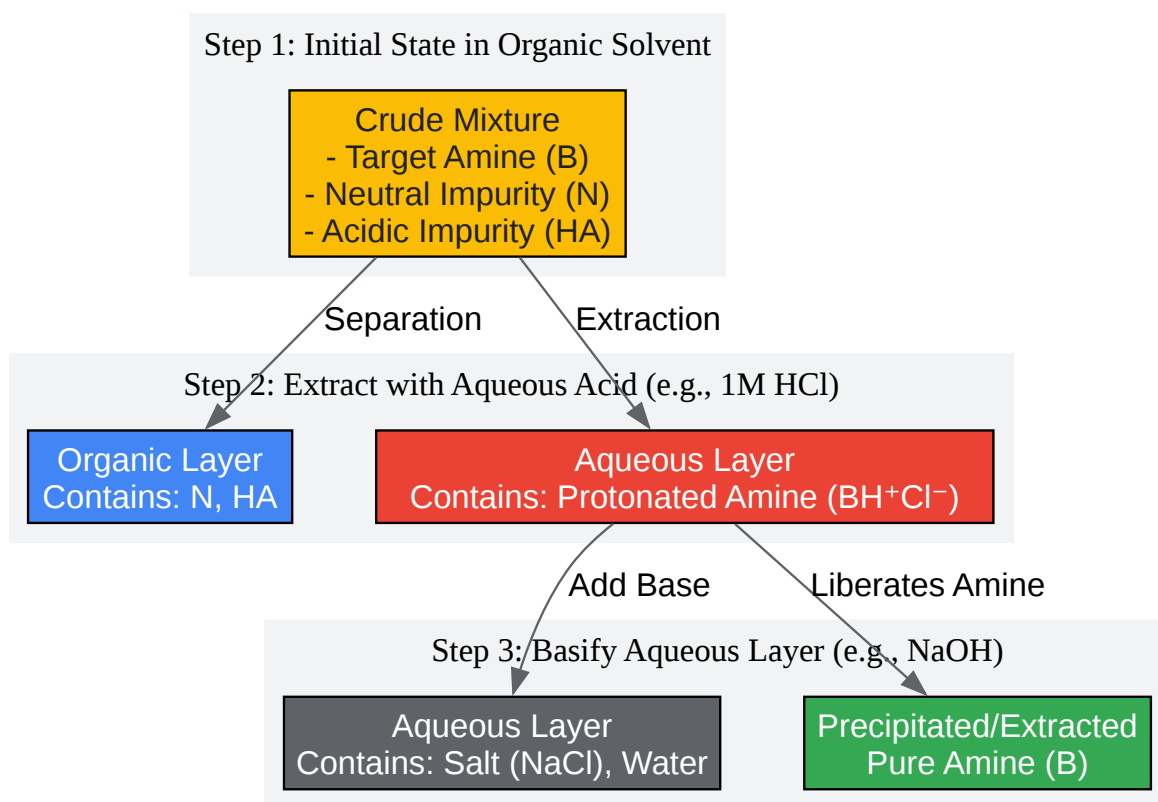 Step 1: Initial State in Organic Solvent
Crude Mixture
- Target Amine (B)
- Neutral Impurity (N)
- Acidic Impurity (HA)
Separation
Extraction
Step 2: Extract with Aqueous Acid (e.g., 1M HCl)
Organic Layer
Contains: N, HA
Aqueous Layer
Contains: Protonated Amine (BH⁺Cl⁻)
Add Base
Liberates Amine
Step 3: Basify Aqueous Layer (e.g., NaOH)
Aqueous Layer
Contains: Salt (NaCl), Water
Precipitated/Extracted
Pure Amine (B)